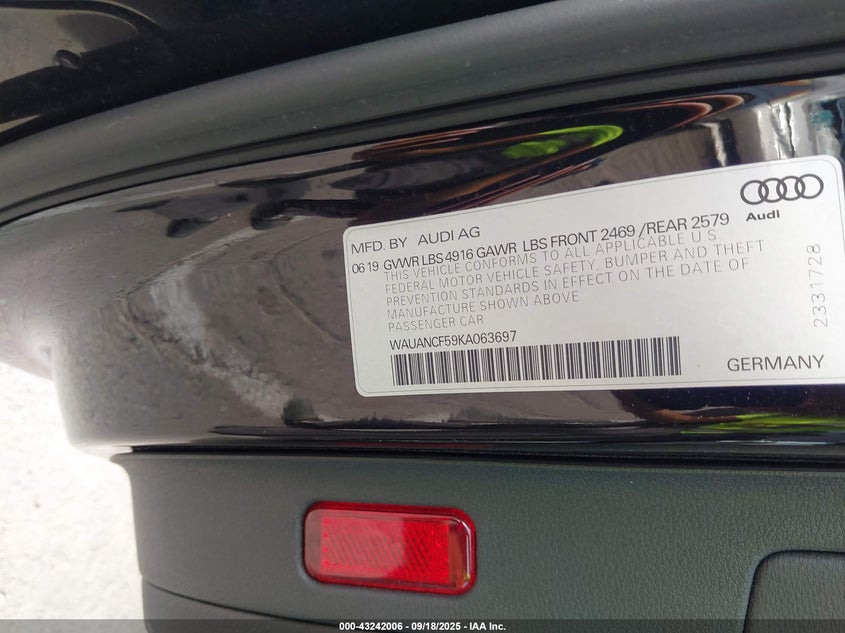 Audi
MFD. BY AUDI AG
06 19 GVWR LBS 4916 GAWR LBS FRONT 2469 /REAR 2579
THIS VEHICLE CONFORMS TO ALL APPLICABLE U S
FEDERAL MOTOR VEHICLE SAFETY, BUMPER AND THEFT
PREVENTION STANDARDS IN EFFECT ON THE DATE OF
MANUFACTURE SHOWN ABOVE
PASSENGER CAR
WAUANCF59KA063697
GERMANY
2331728
000-43242006 - 09/18/2025 - IAA Inc.